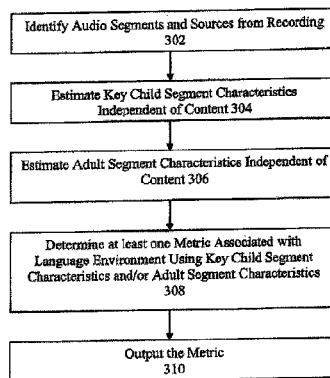 Identify Audio Segments and Sources from Recording
302
Estimate Key Child Segment Characteristics
Independent of Content 304
Estimate Adult Segment Characteristics Independent of
Content 306
Determine at least one Metric Associated with
Language Environment Using Key Child Segment
Characteristics and/or Adult Segment Characteristics
308
Output the Metric
310